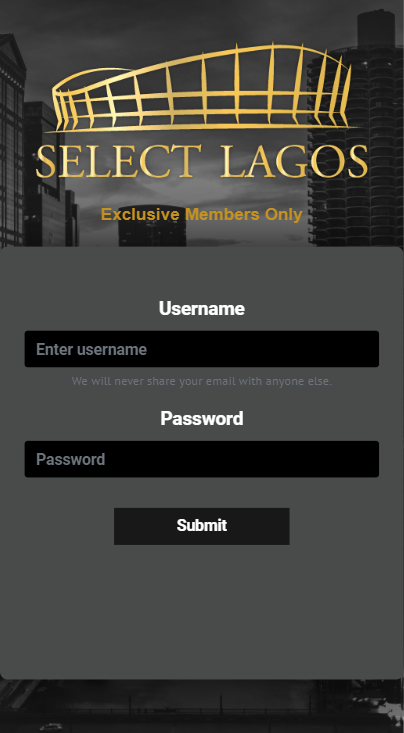 SELECT LAGOS
Exclusive Members Only
Username
Enter username
We will never share your email with anyone else.
Password
Password
Submit